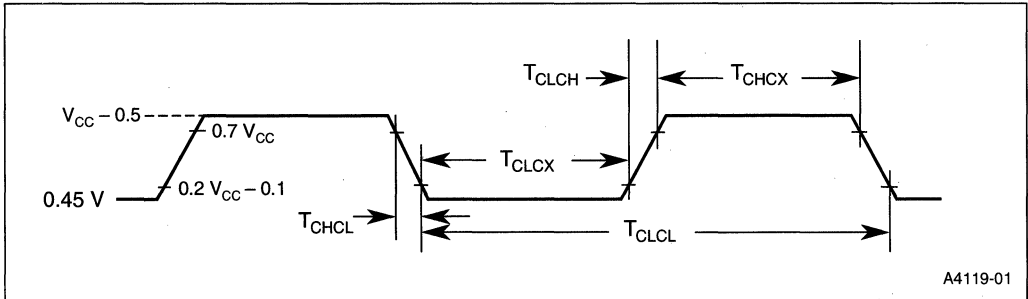 T_CLCH
T_CHCX
V_CC – 0.5
0.7 V_CC
T_CLCX
0.2 V_CC – 0.1
0.45 V
T_CHCL
T_CLCL
A4119-01